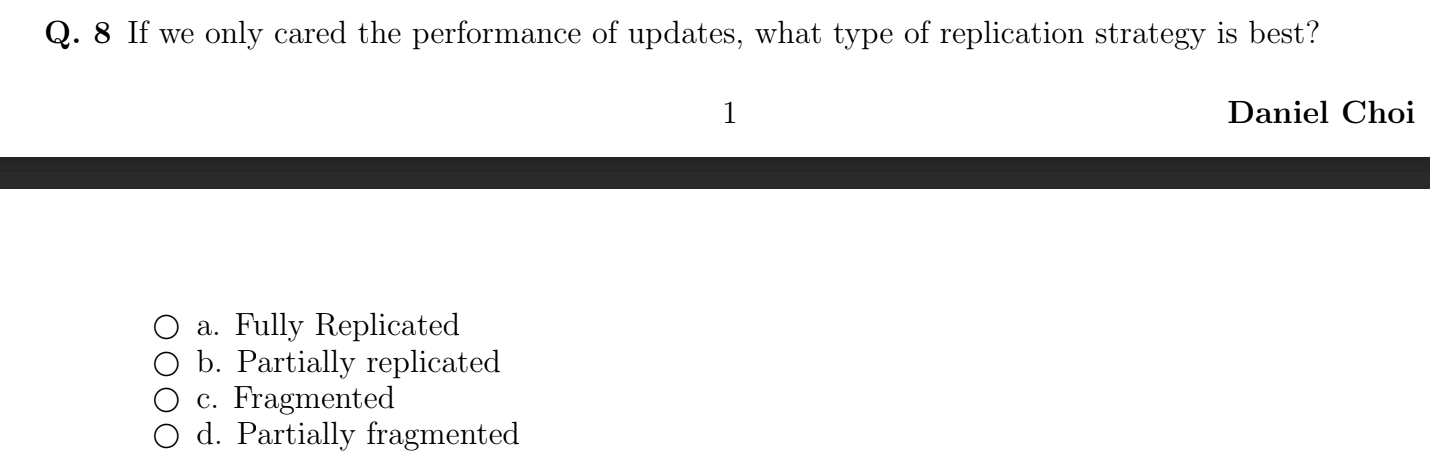 Q. 8 If we only cared the performance of updates, what type of replication strategy is best?
1
Daniel Choi
a. Fully Replicated
b. Partially replicated
c. Fragmented
d. Partially fragmented